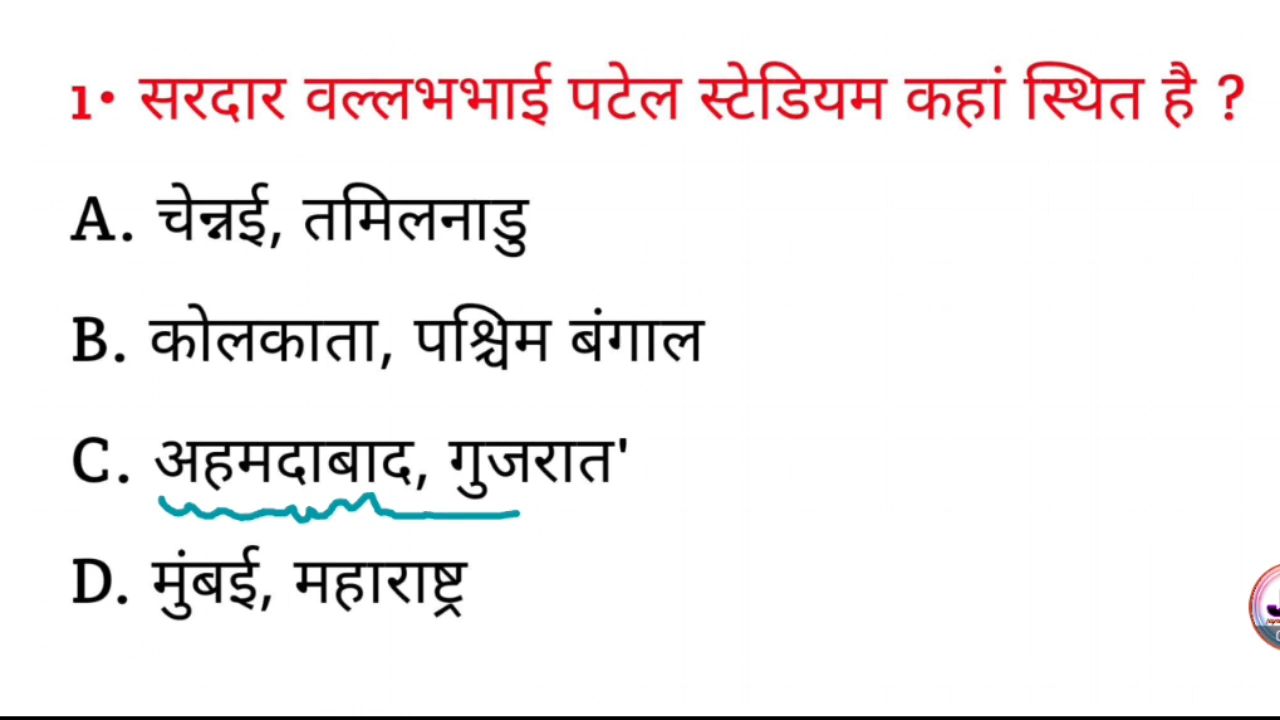 1• सरदार वल्लभभाई पटेल स्टेडियम कहां स्थित है ?
A. चेन्नई, तमिलनाडु
B. कोलकाता, पश्चिम बंगाल
C. अहमदाबाद, गुजरात'
D. मुंबई, महाराष्ट्र